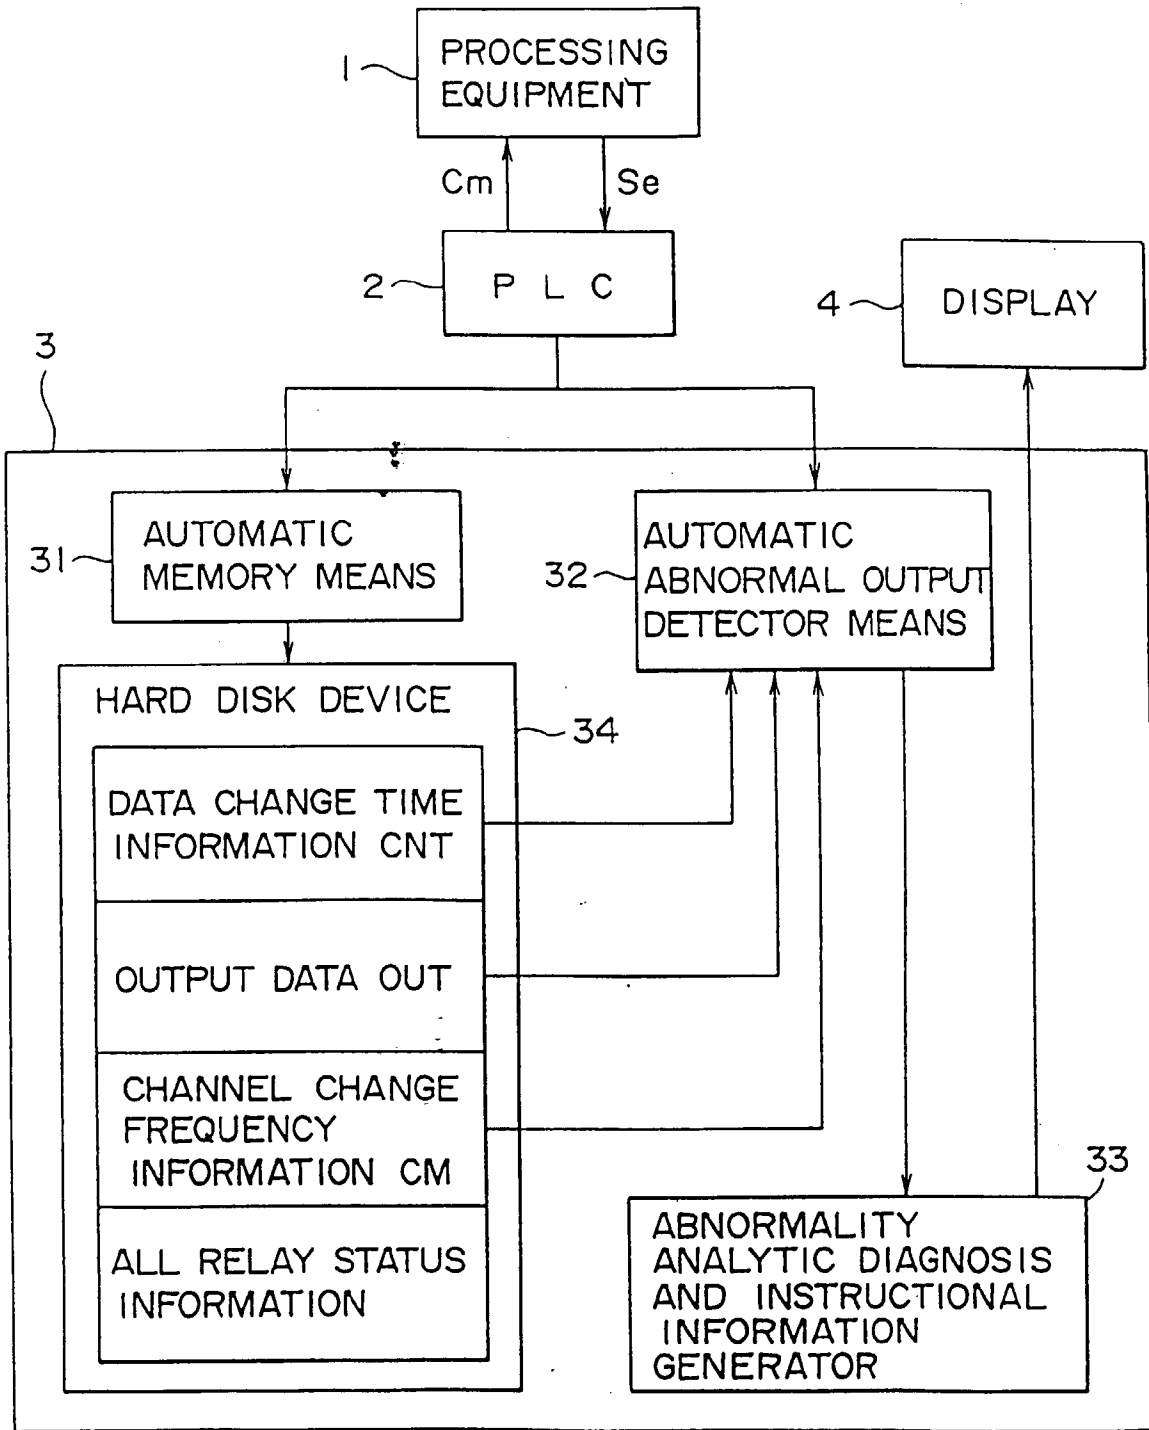 PROCESSING
EQUIPMENT
1
Cm
Se
2
P L C
4
DISPLAY
3
31
AUTOMATIC
MEMORY MEANS
32
AUTOMATIC
ABNORMAL OUTPUT
DETECTOR MEANS
HARD DISK DEVICE
34
DATA CHANGE TIME
INFORMATION CNT
OUTPUT DATA OUT
CHANNEL CHANGE
FREQUENCY
INFORMATION CM
ALL RELAY STATUS
INFORMATION
33
ABNORMALITY
ANALYTIC DIAGNOSIS
AND INSTRUCTIONAL
INFORMATION
GENERATOR